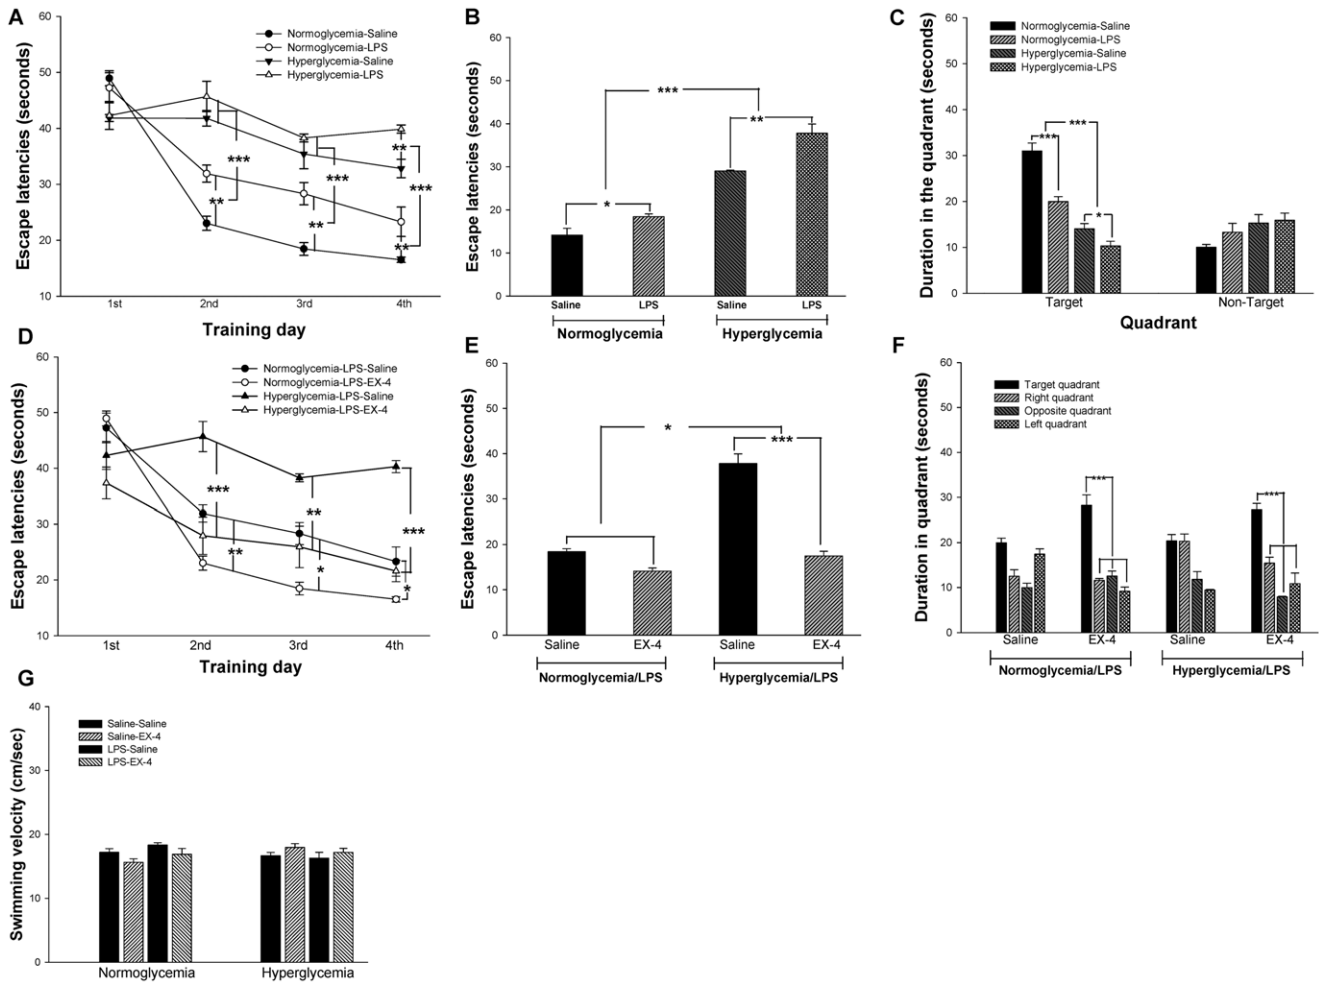 A
60
50
40
30
20
10
Escape latencies (seconds)
Normoglycemia-Saline
Normoglycemia-LPS
Hyperglycemia-Saline
Hyperglycemia-LPS
***
**
***
**
**
***
**
1st 2nd 3rd 4th
Training day
B
60
50
40
30
20
10
0
Escape latencies (seconds)
***
**
*
Saline LPS Saline LPS
Normoglycemia Hyperglycemia
C
60
50
40
30
20
10
0
Duration in the quadrant (seconds)
Normoglycemia-Saline
Normoglycemia-LPS
Hyperglycemia-Saline
Hyperglycemia-LPS
***
***
*
Target Non-Target
Quadrant
D
60
50
40
30
20
10
Escape latencies (seconds)
Normoglycemia-LPS-Saline
Normoglycemia-LPS-EX-4
Hyperglycemia-LPS-Saline
Hyperglycemia-LPS-EX-4
***
**
**
*
***
*
1st 2nd 3rd 4th
Training day
E
60
50
40
30
20
10
0
Escape latencies (seconds)
*
***
Saline EX-4 Saline EX-4
Normoglycemia/LPS Hyperglycemia/LPS
F
60
50
40
30
20
10
0
Duration in quadrant (seconds)
Target quadrant
Right quadrant
Opposite quadrant
Left quadrant
***
***
Saline EX-4 Saline EX-4
Normoglycemia/LPS Hyperglycemia/LPS
G
40
30
20
10
0
Swimming velocity (cm/sec)
Saline-Saline
Saline-EX-4
LPS-Saline
LPS-EX-4
Normoglycemia Hyperglycemia